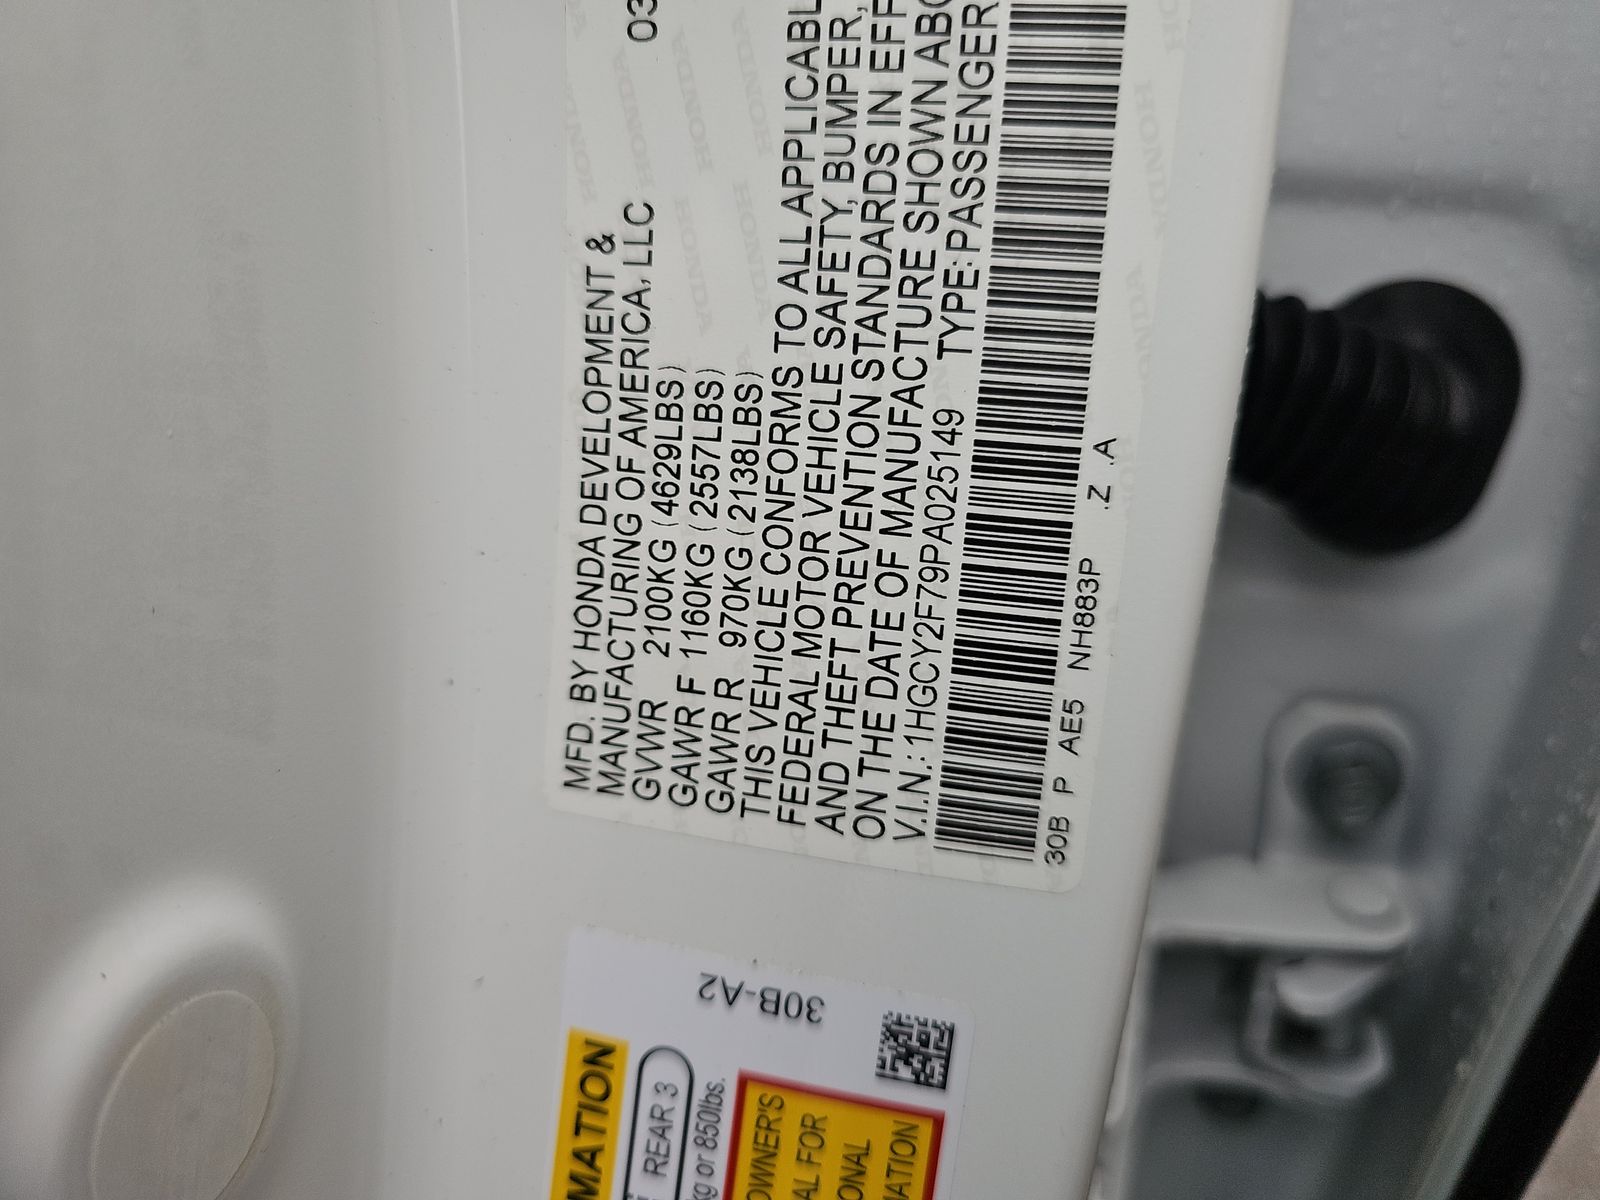 MFD. BY HONDA DEVELOPMENT & 03
MANUFACTURING OF AMERICA, LLC
GVWR 2100KG (4629LBS)
GAWR F 1160KG (2557LBS)
GAWR R 970KG (2138LBS)
THIS VEHICLE CONFORMS TO ALL APPLICABL
FEDERAL MOTOR VEHICLE SAFETY, BUMPER,
AND THEFT PREVENTION STANDARDS IN EFF
ON THE DATE OF MANUFACTURE SHOWN ABO
V.I.N.: 1HGCY2F79PA025149 TYPE: PASSENGER
30B P AE5 NH883P .Z .A
30B-A2
MATION
REAR 3
kg or 850lbs.
OWNER'S
AL FOR
ONAL
MATION